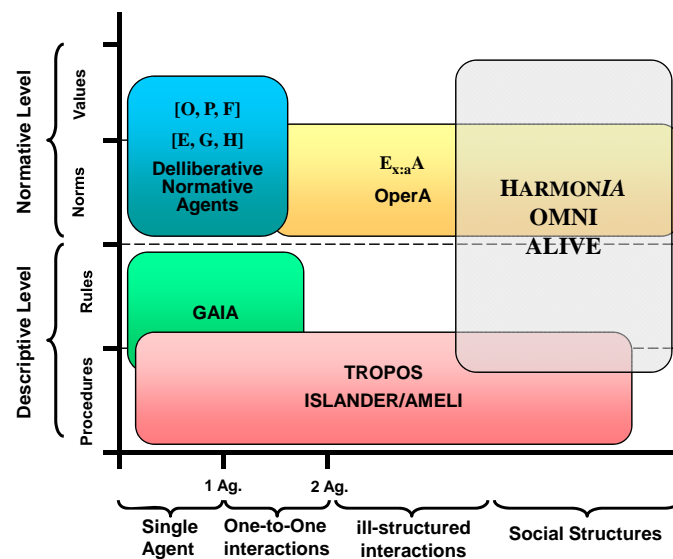 Normative Level
Values
Norms
Descriptive Level
Rules
Procedures
[O, P, F]
[E, G, H]
Delliberative
Normative
Agents
Ex:aA
OperA
HARMONIA
OMNI
ALIVE
GAIA
TROPOS
ISLANDER/AMELI
1 Ag.
2 Ag.
Single
Agent
One-to-One
interactions
ill-structured
interactions
Social Structures